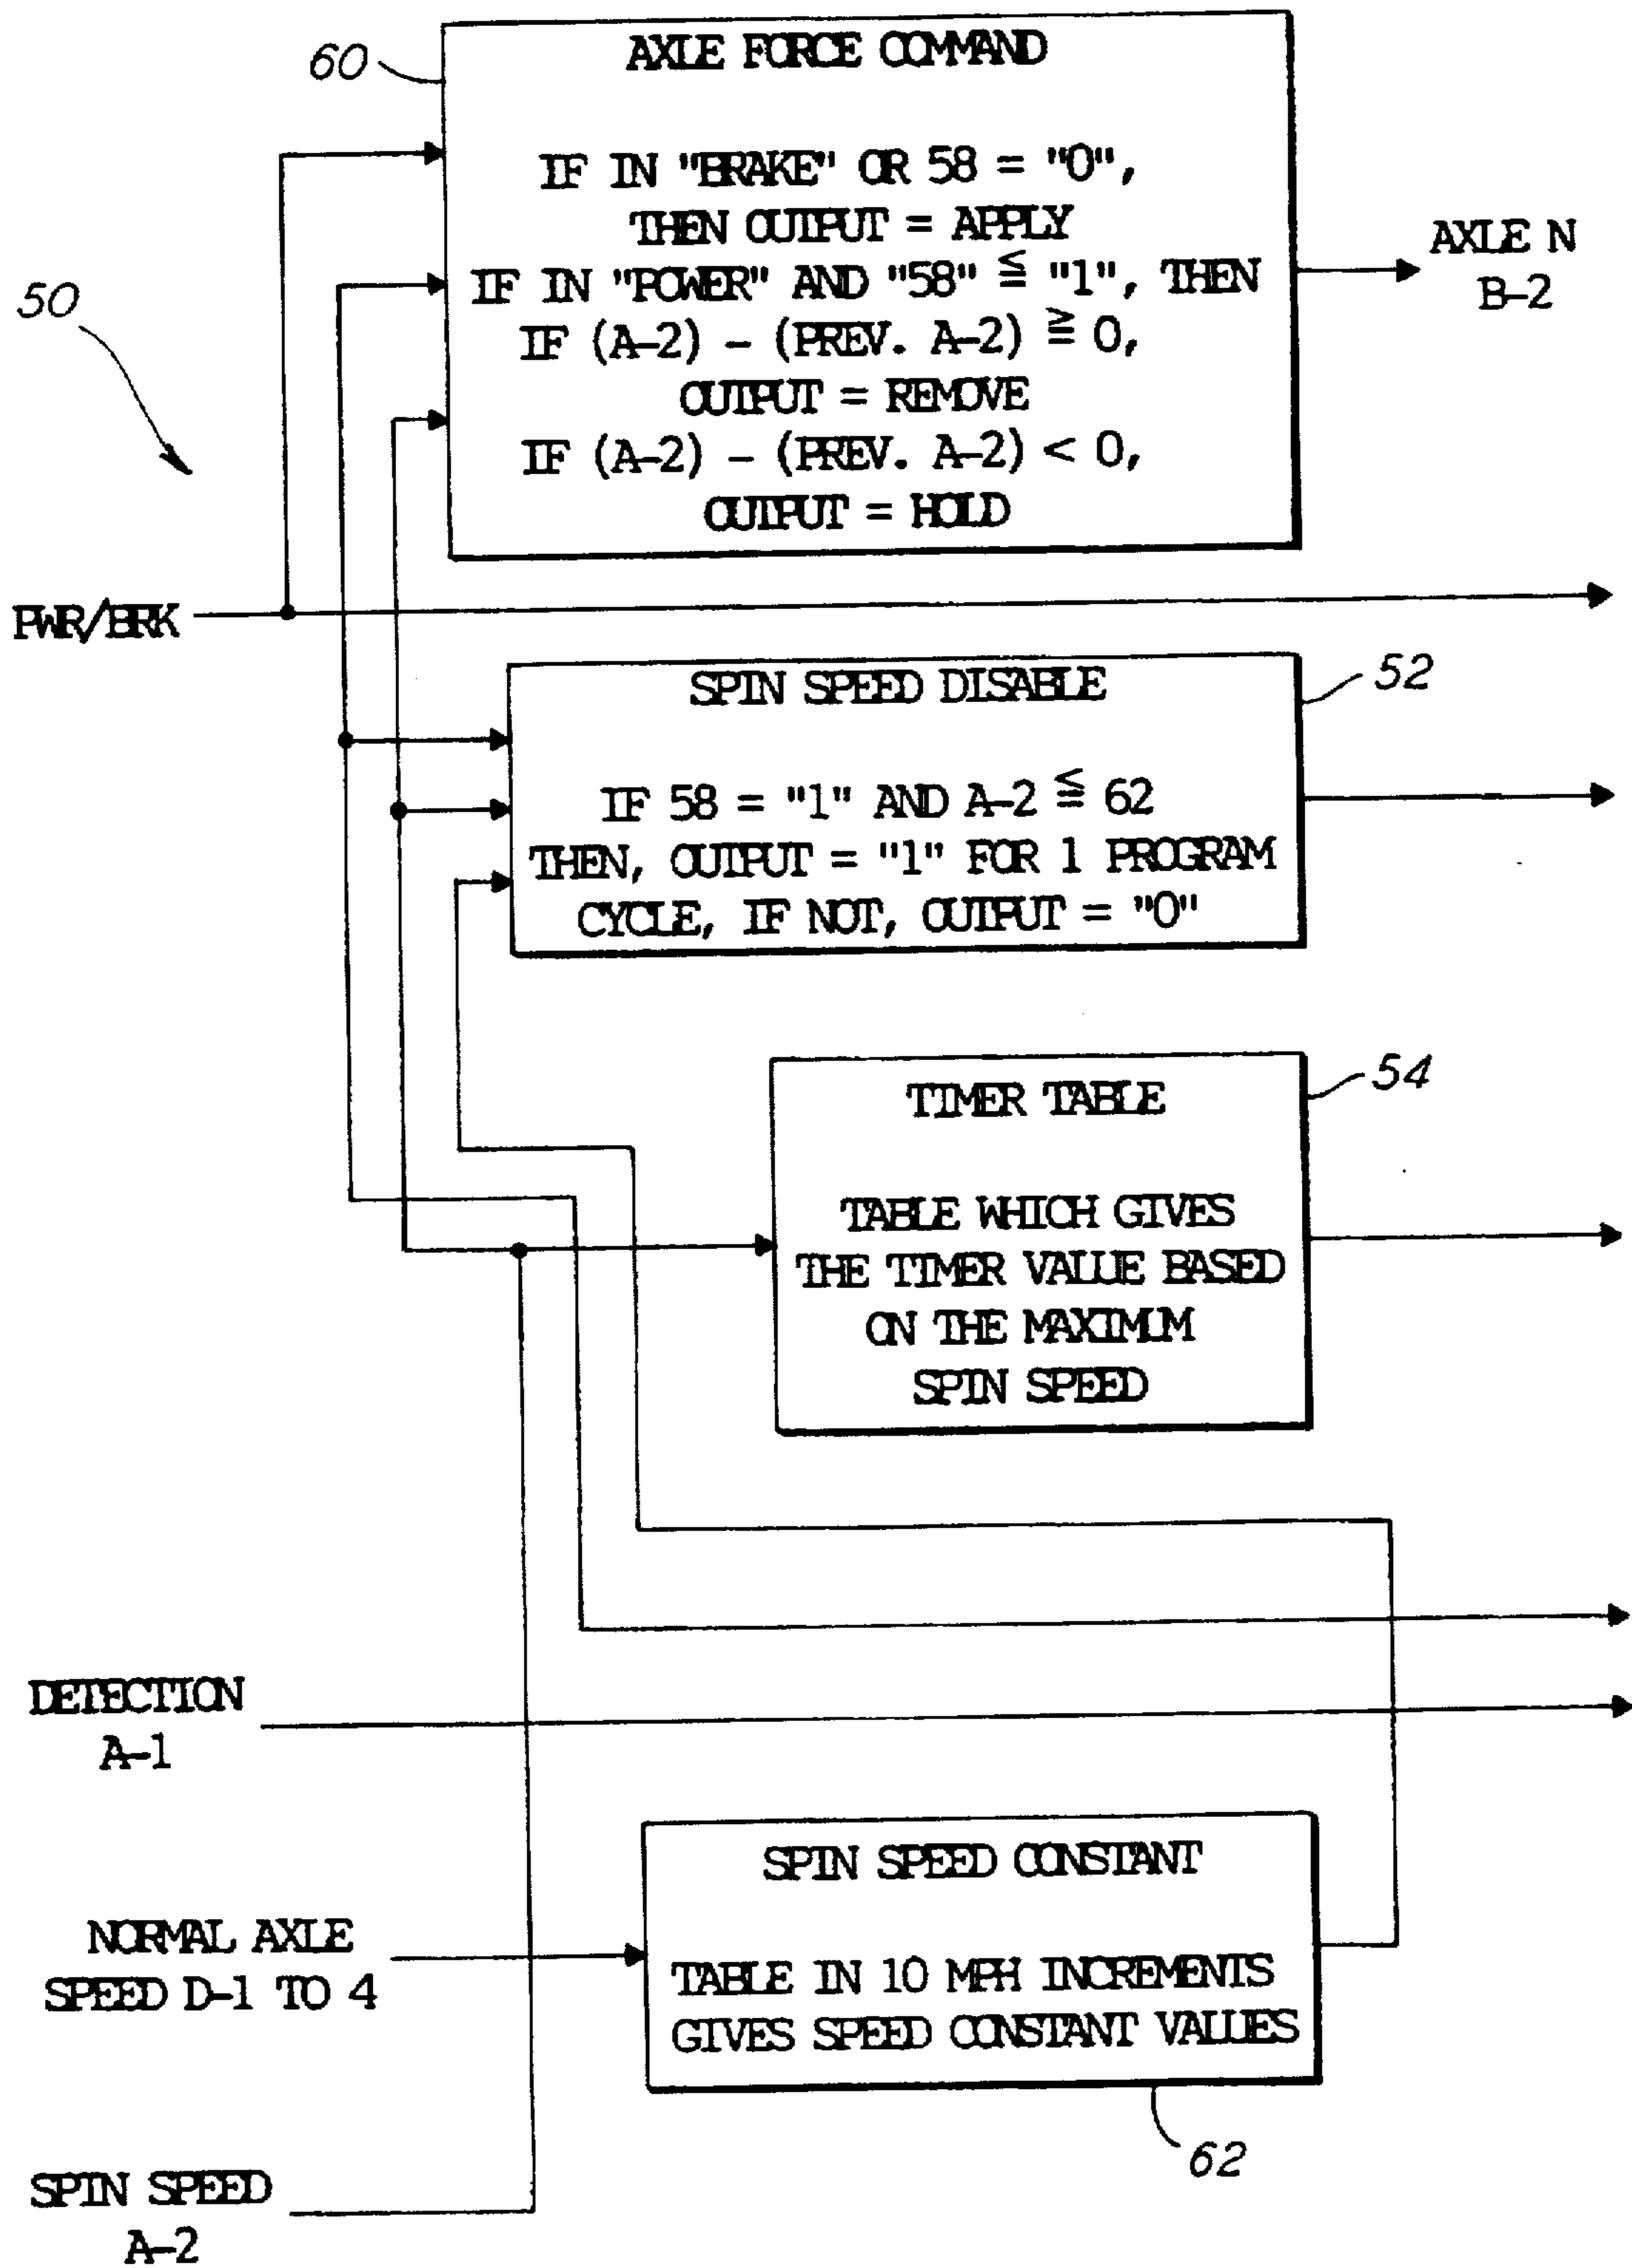 60
AXLE FORCE COMMAND
IF IN "BRAKE" OR 58 = "0",
THEN OUTPUT = APPLY
IF IN "POWER" AND "58" ≦ "1", THEN
IF (A-2) - (PREV. A-2) ≧ 0,
OUTPUT = REMOVE
IF (A-2) - (PREV. A-2) < 0,
OUTPUT = HOLD
AXLE N
B-2
50
PWR/BRK
SPIN SPEED DISABLE
52
IF 58 = "1" AND A-2 ≦ 62
THEN, OUTPUT = "1" FOR 1 PROGRAM
CYCLE, IF NOT, OUTPUT = "0"
TIMER TABLE
54
TABLE WHICH GIVES
THE TIMER VALUE BASED
ON THE MAXIMUM
SPIN SPEED
DETECTION
A-1
SPIN SPEED CONSTANT
TABLE IN 10 MPH INCREMENTS
GIVES SPEED CONSTANT VALUES
NORMAL AXLE
SPEED D-1 TO 4
62
SPIN SPEED
A-2